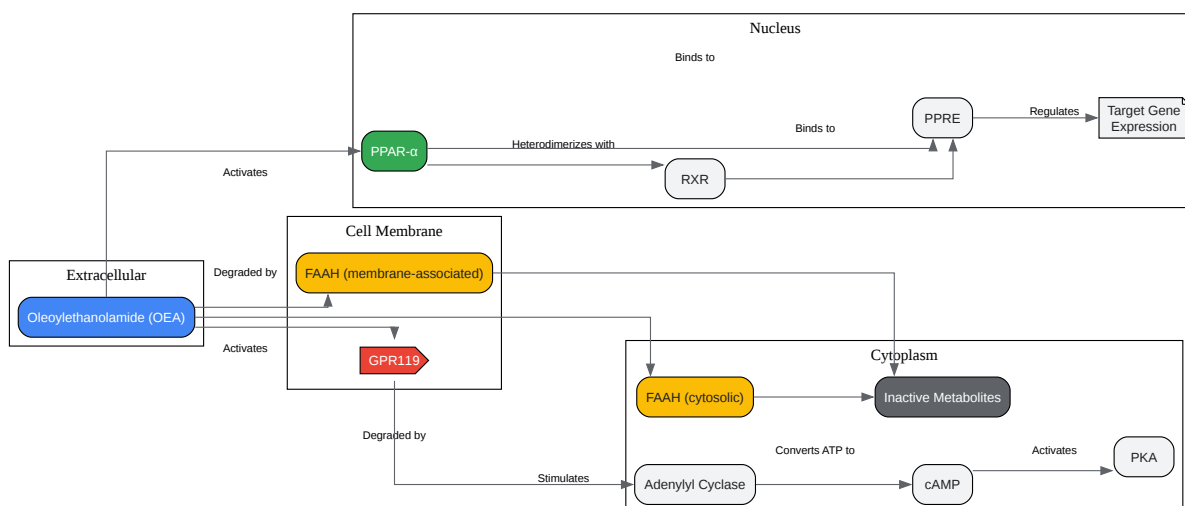 Nucleus
Binds to
PPRE
Regulates
Target Gene
Expression
Binds to
PPAR-α
Heterodimerizes with
RXR
Activates
Cell Membrane
Extracellular
Degraded by
FAAH (membrane-associated)
Oleoylethanolamide (OEA)
Activates
GPR119
Cytoplasm
FAAH (cytosolic)
Inactive Metabolites
Degraded by
Converts ATP to
Activates
PKA
Stimulates
Adenylyl Cyclase
cAMP